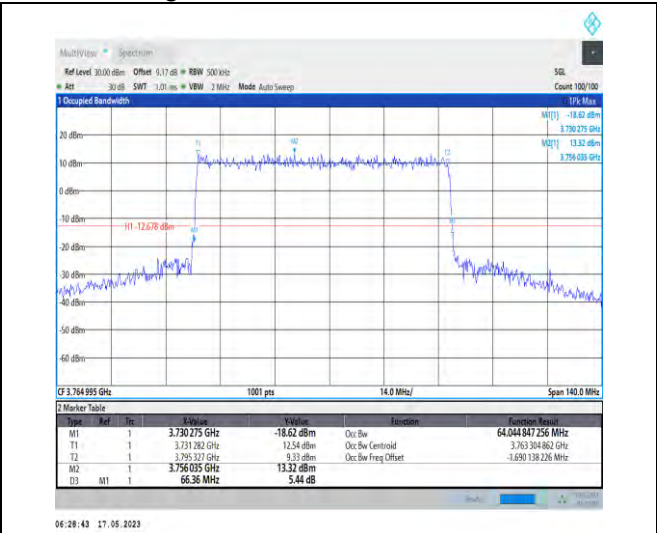 MultiView Spectrum
Ref Level 30.00 dBm Offset 9.17 dB RBW 500 kHz SGL
Att 30 dB SWT 1.01 ms VBW 2 MHz Mode Auto Sweep Count 100/100
1 Occupied Bandwidth 1Pk Max
M1[1] -18.62 dBm
3.730 275 GHz
M2[1] 13.32 dBm
3.756 035 GHz
20 dBm
T1 M2 T2
10 dBm
0 dBm
-10 dBm
H1 -12.678 dBm
M1
-20 dBm
-30 dBm
-40 dBm
-50 dBm
-60 dBm
CF 3.764 995 GHz 1001 pts 14.0 MHz/ Span 140.0 MHz
2 Marker Table
Type Ref Trc X-Value Y-Value Function Function Result
M1 1 3.730 275 GHz -18.62 dBm Occ Bw 64.044 847 256 MHz
T1 1 3.731 282 GHz 12.54 dBm Occ Bw Centroid 3.763 304 862 GHz
T2 1 3.795 327 GHz 9.33 dBm Occ Bw Freq Offset -1.690 138 226 MHz
M2 1 3.756 035 GHz 13.32 dBm
D3 M1 1 66.36 MHz 5.44 dB
06:28:43 17.05.2023